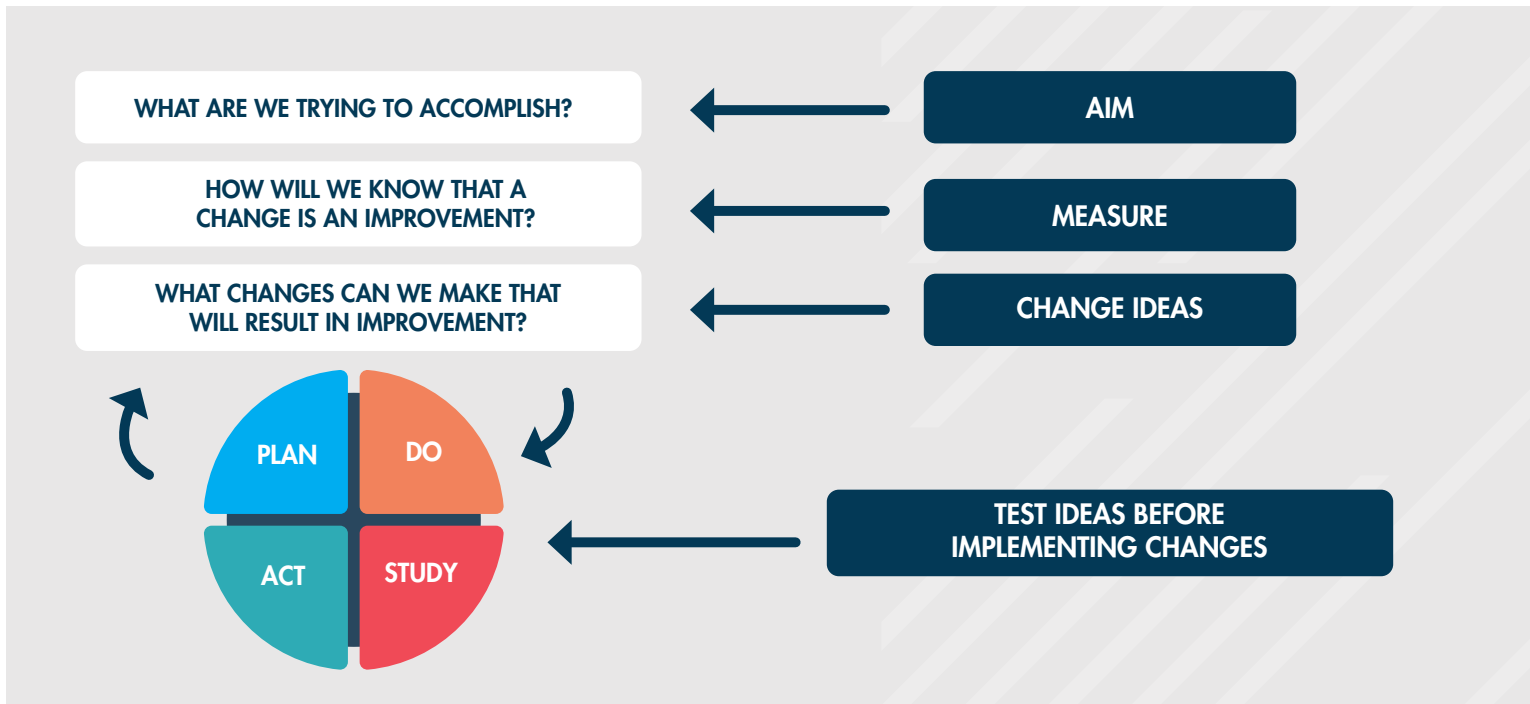 WHAT ARE WE TRYING TO ACCOMPLISH?
AIM
HOW WILL WE KNOW THAT A
CHANGE IS AN IMPROVEMENT?
MEASURE
WHAT CHANGES CAN WE MAKE THAT
WILL RESULT IN IMPROVEMENT?
CHANGE IDEAS
PLAN
DO
ACT
STUDY
TEST IDEAS BEFORE
IMPLEMENTING CHANGES